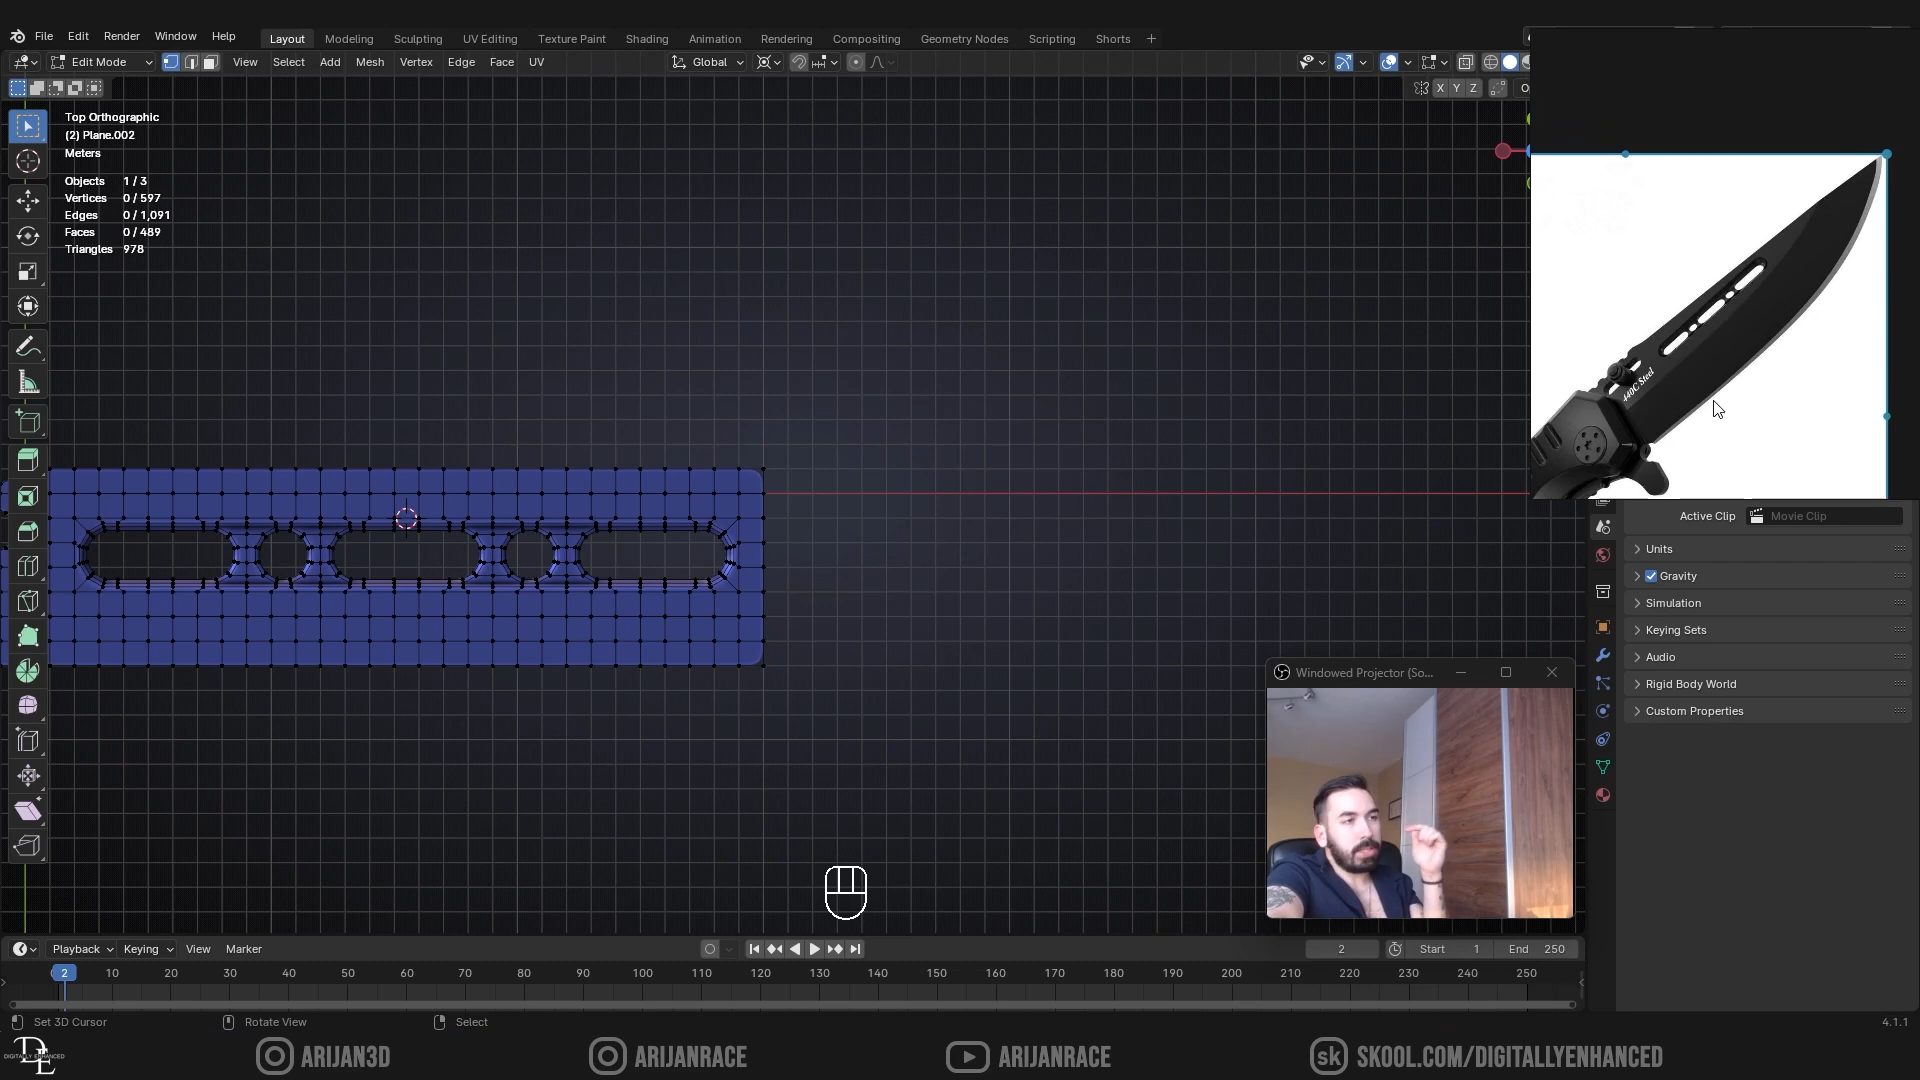 File Edit Render Window Help
Layout Modeling Sculpting UV Editing Texture Paint Shading Animation Rendering Compositing Geometry Nodes Scripting Shorts +
Edit Mode View Select Add Mesh Vertex Edge Face UV Global
X Y Z
Top Orthographic
(2) Plane.002
Meters
Objects 1 / 3
Vertices 0 / 597
Edges 0 / 1,091
Faces 0 / 489
Triangles 978
440C Steel
Active Clip Movie Clip
Units
Gravity
Simulation
Keying Sets
Audio
Rigid Body World
Custom Properties
Windowed Projector (So...
Playback Keying View Marker
2 Start 1 End 250
2 10 20 30 40 50 60 70 80 90 100 110 120 130 140 150 160 170 180 190 200 210 220 230 240 250
Set 3D Cursor Rotate View Select
4.1.1
DE
DIGITALLY ENHANCED
ARIJAN3D ARIJANRACE ARIJANRACE sk SKOOL.COM/DIGITALLYENHANCED